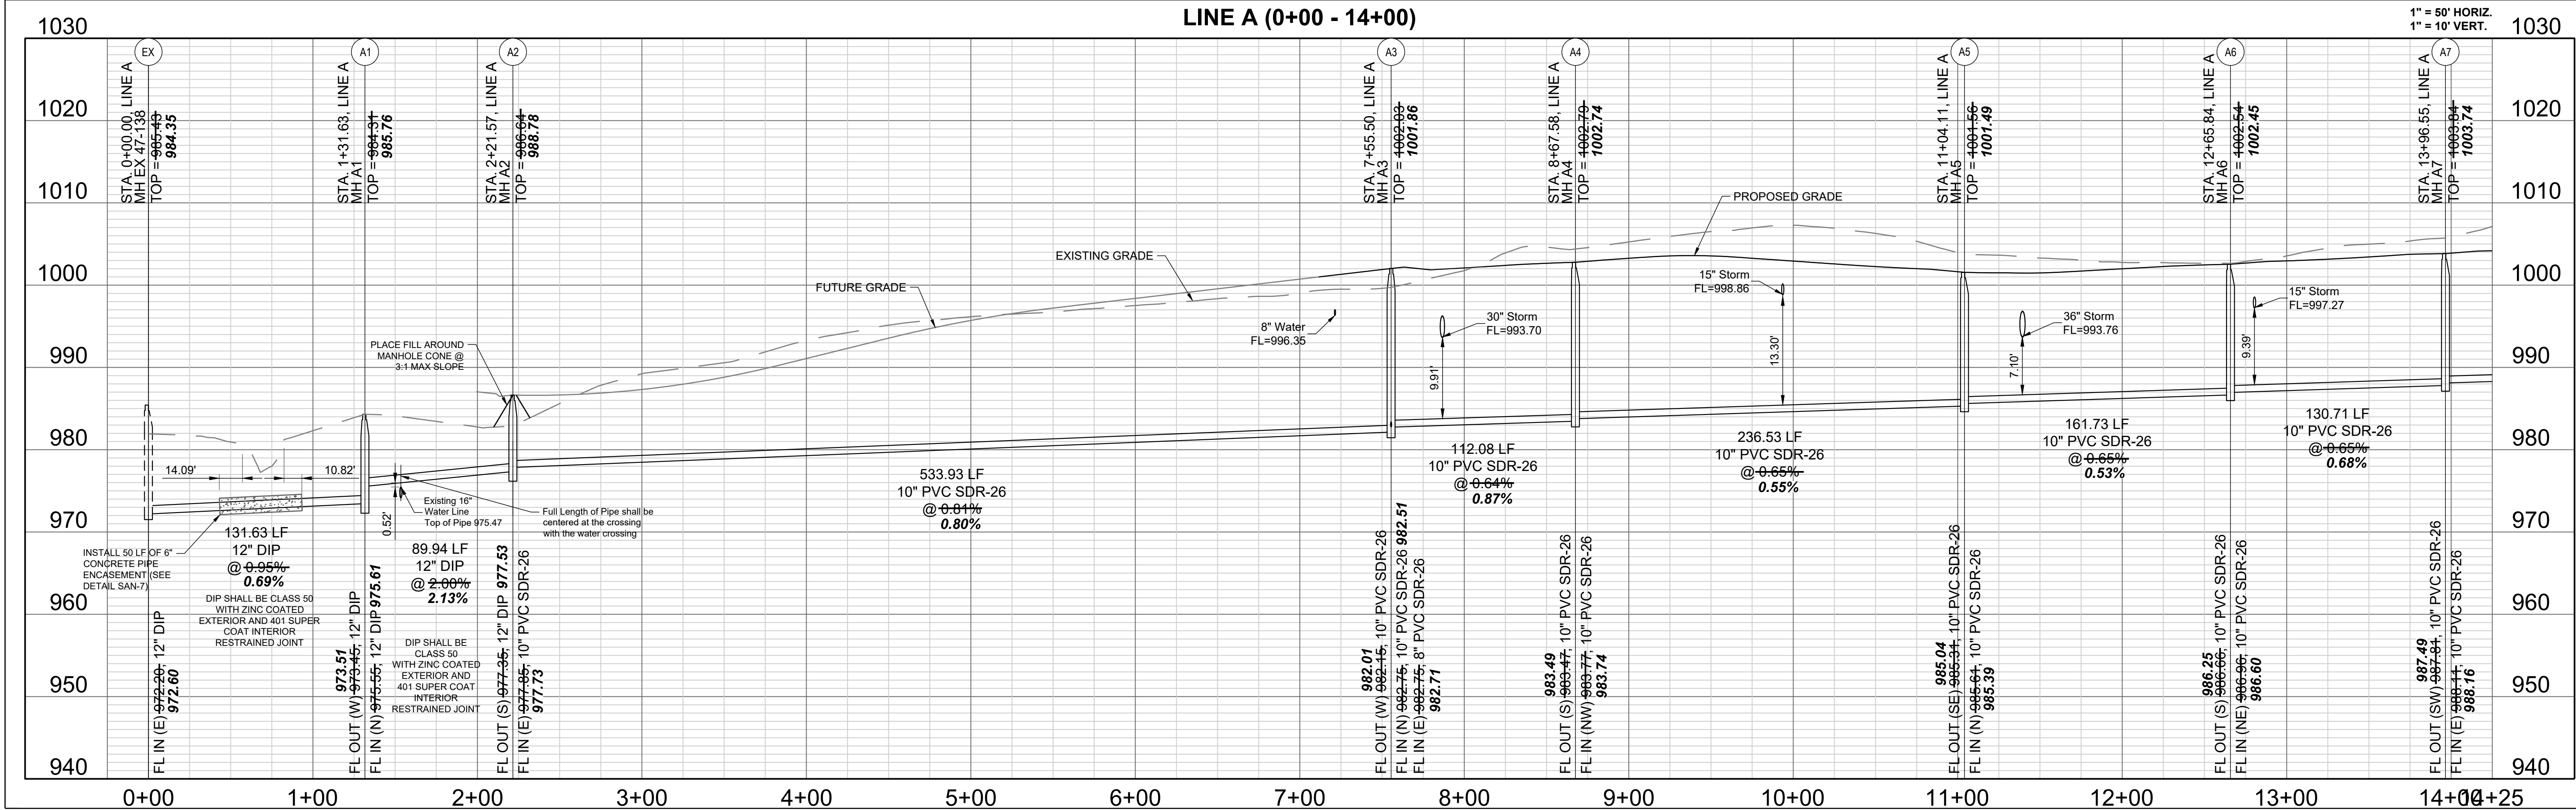 LINE A (0+00 - 14+00)
1" = 50' HORIZ.
1" = 10' VERT.
1030
1020
1010
1000
990
980
970
960
950
940
1030
1020
1010
1000
990
980
970
960
950
940
EX
STA. 0+00.00, LINE A
MH EX 47-138
TOP = 985.43
984.35
A1
STA. 1+31.63, LINE A
MH A1
TOP = 984.31
985.76
A2
STA. 2+21.57, LINE A
MH A2
TOP = 986.64
988.78
A3
STA. 7+55.50, LINE A
MH A3
TOP = 1002.03
1001.86
A4
STA. 8+67.58, LINE A
MH A4
TOP = 1002.79
1002.74
A5
STA. 11+04.11, LINE A
MH A5
TOP = 1001.56
1001.49
A6
STA. 12+65.84, LINE A
MH A6
TOP = 1002.54
1002.45
A7
STA. 13+96.55, LINE A
MH A7
TOP = 1003.84
1003.74
PLACE FILL AROUND
MANHOLE CONE @
3:1 MAX SLOPE
FUTURE GRADE
EXISTING GRADE
PROPOSED GRADE
8" Water
FL=996.35
30" Storm
FL=993.70
9.91'
15" Storm
FL=998.86
13.30'
36" Storm
FL=993.76
7.10'
15" Storm
FL=997.27
9.39'
14.09'
10.82'
0.52'
Existing 16"
Water Line
Top of Pipe 975.47
Full Length of Pipe shall be
centered at the crossing
with the water crossing
INSTALL 50 LF OF 6"
CONCRETE PIPE
ENCASEMENT (SEE
DETAIL SAN-7)
131.63 LF
12" DIP
@ 0.95%
0.69%
DIP SHALL BE CLASS 50
WITH ZINC COATED
EXTERIOR AND 401 SUPER
COAT INTERIOR
RESTRAINED JOINT
89.94 LF
12" DIP
@ 2.00%
2.13%
DIP SHALL BE
CLASS 50
WITH ZINC COATED
EXTERIOR AND
401 SUPER COAT
INTERIOR
RESTRAINED JOINT
533.93 LF
10" PVC SDR-26
@ 0.81%
0.80%
112.08 LF
10" PVC SDR-26
@ 0.64%
0.87%
236.53 LF
10" PVC SDR-26
@ 0.65%
0.55%
161.73 LF
10" PVC SDR-26
@ 0.65%
0.53%
130.71 LF
10" PVC SDR-26
@ 0.65%
0.68%
FL IN (E) 972.20, 12" DIP
972.60
973.51
FL OUT (W) 973.45, 12" DIP
FL IN (N) 975.55, 12" DIP 975.61
FL OUT (S) 977.35, 12" DIP 977.53
FL IN (E) 977.85, 10" PVC SDR-26
977.73
982.01
FL OUT (W) 982.15, 10" PVC SDR-26
FL IN (N) 982.75, 10" PVC SDR-26 982.51
FL IN (E) 982.75, 8" PVC SDR-26
982.71
983.49
FL OUT (S) 983.47, 10" PVC SDR-26
FL IN (NW) 983.77, 10" PVC SDR-26
983.74
985.04
FL OUT (SE) 985.31, 10" PVC SDR-26
FL IN (N) 985.61, 10" PVC SDR-26
985.39
986.25
FL OUT (S) 986.66, 10" PVC SDR-26
FL IN (NE) 986.96, 10" PVC SDR-26
986.60
987.49
FL OUT (SW) 987.81, 10" PVC SDR-26
FL IN (E) 988.11, 10" PVC SDR-26
988.16
0+00
1+00
2+00
3+00
4+00
5+00
6+00
7+00
8+00
9+00
10+00
11+00
12+00
13+00
14+00
14+25